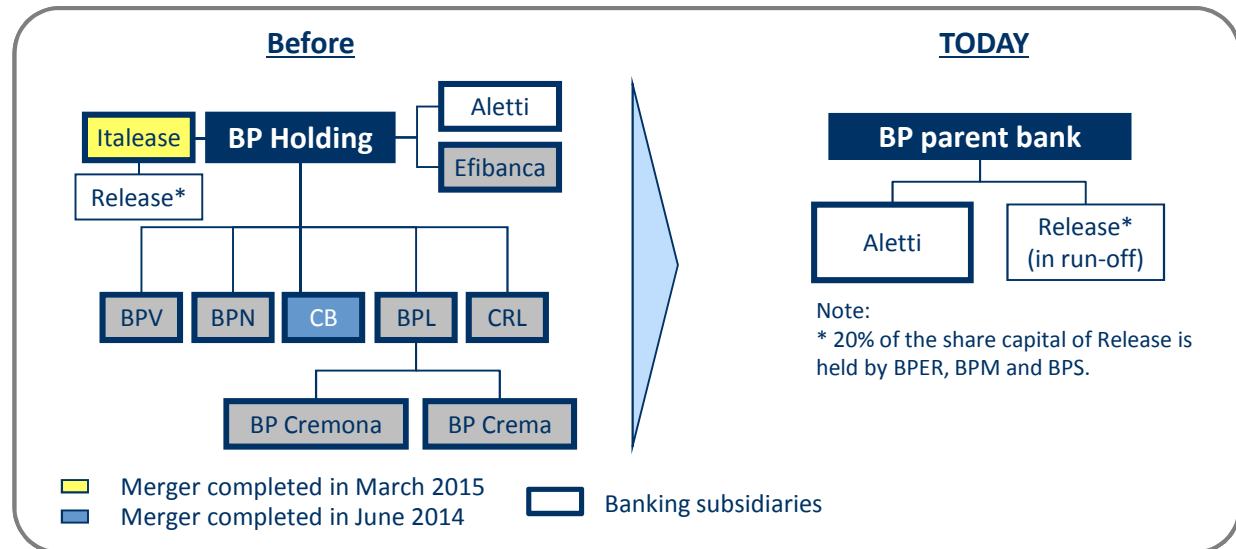 Before
TODAY
Italease
BP Holding
Aletti
Efibanca
Release*
BPV
BPN
CB
BPL
CRL
BP Cremona
BP Crema
BP parent bank
Aletti
Release*
(in run-off)
Note:
* 20% of the share capital of Release is
held by BPER, BPM and BPS.
Merger completed in March 2015
Merger completed in June 2014
Banking subsidiaries